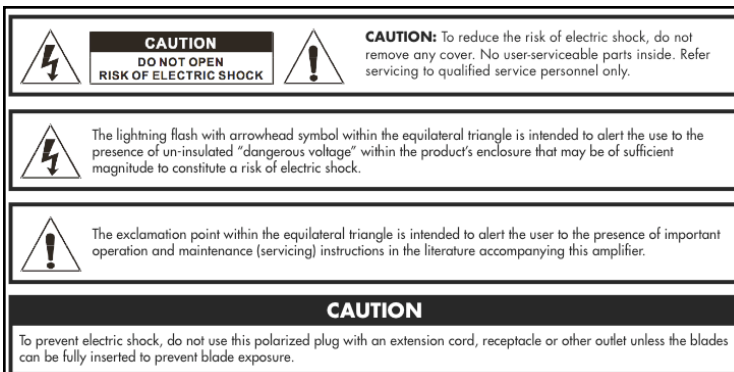 CAUTION
DO NOT OPEN
RISK OF ELECTRIC SHOCK
CAUTION: To reduce the risk of electric shock, do not
remove any cover. No user-serviceable parts inside. Refer
servicing to qualified service personnel only.
The lightning flash with arrowhead symbol within the equilateral triangle is intended to alert the use to the
presence of un-insulated “dangerous voltage” within the product’s enclosure that may be of sufficient
magnitude to constitute a risk of electric shock.
The exclamation point within the equilateral triangle is intended to alert the user to the presence of important
operation and maintenance (servicing) instructions in the literature accompanying this amplifier.
CAUTION
To prevent electric shock, do not use this polarized plug with an extension cord, receptacle or other outlet unless the blades
can be fully inserted to prevent blade exposure.